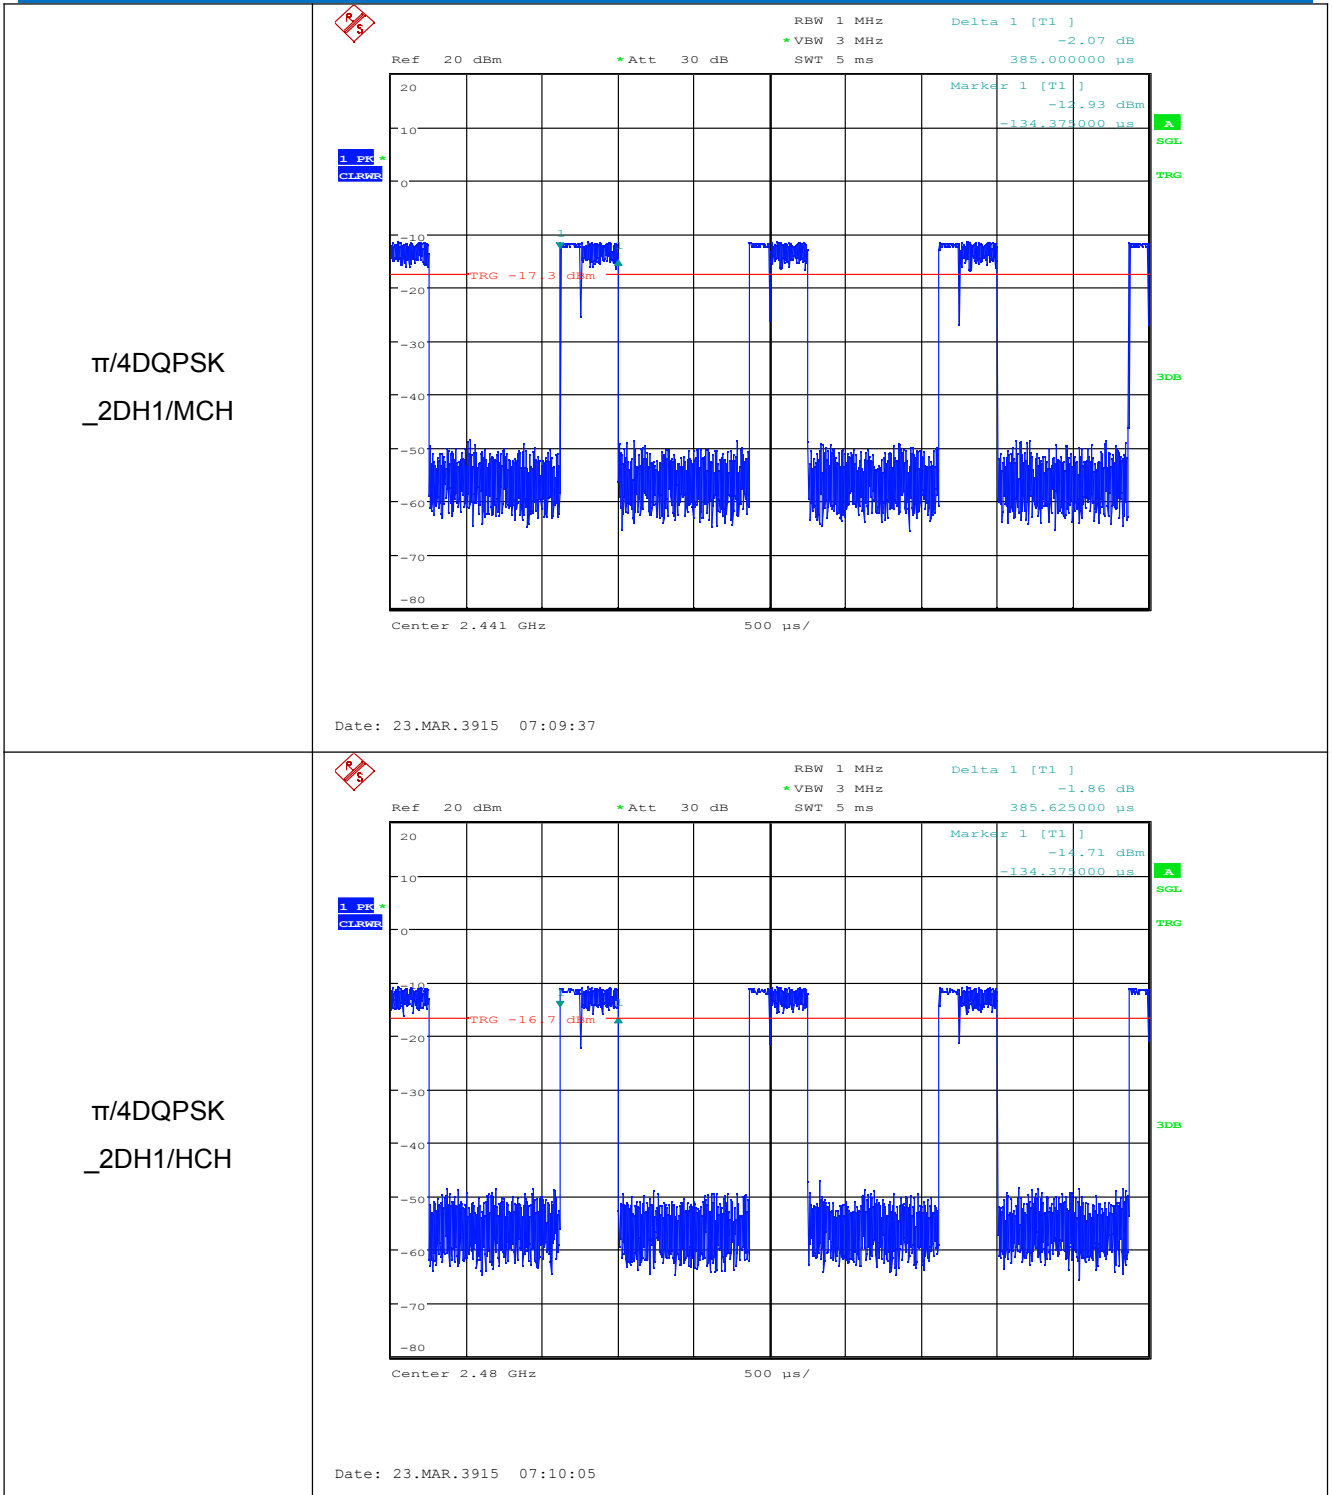 π/4DQPSK
_2DH1/MCH
R S
RBW 1 MHz Delta 1 [T1 ]
*VBW 3 MHz -2.07 dB
Ref 20 dBm *Att 30 dB SWT 5 ms 385.000000 µs
20 Marker 1 [T1 ]
-12.93 dBm
10 -134.375000 µs A
SGL
1 PK *
CLRWR 0 TRG
-10
1 1
TRG -17.3 dBm
-20
-30
3DB
-40
-50
-60
-70
-80
Center 2.441 GHz 500 µs/
Date: 23.MAR.3915 07:09:37
π/4DQPSK
_2DH1/HCH
R S
RBW 1 MHz Delta 1 [T1 ]
*VBW 3 MHz -1.86 dB
Ref 20 dBm *Att 30 dB SWT 5 ms 385.625000 µs
20 Marker 1 [T1 ]
-14.71 dBm
10 -134.375000 µs A
SGL
1 PK *
CLRWR 0 TRG
-10
1
TRG -16.7 dBm
-20
-30
3DB
-40
-50
-60
-70
-80
Center 2.48 GHz 500 µs/
Date: 23.MAR.3915 07:10:05